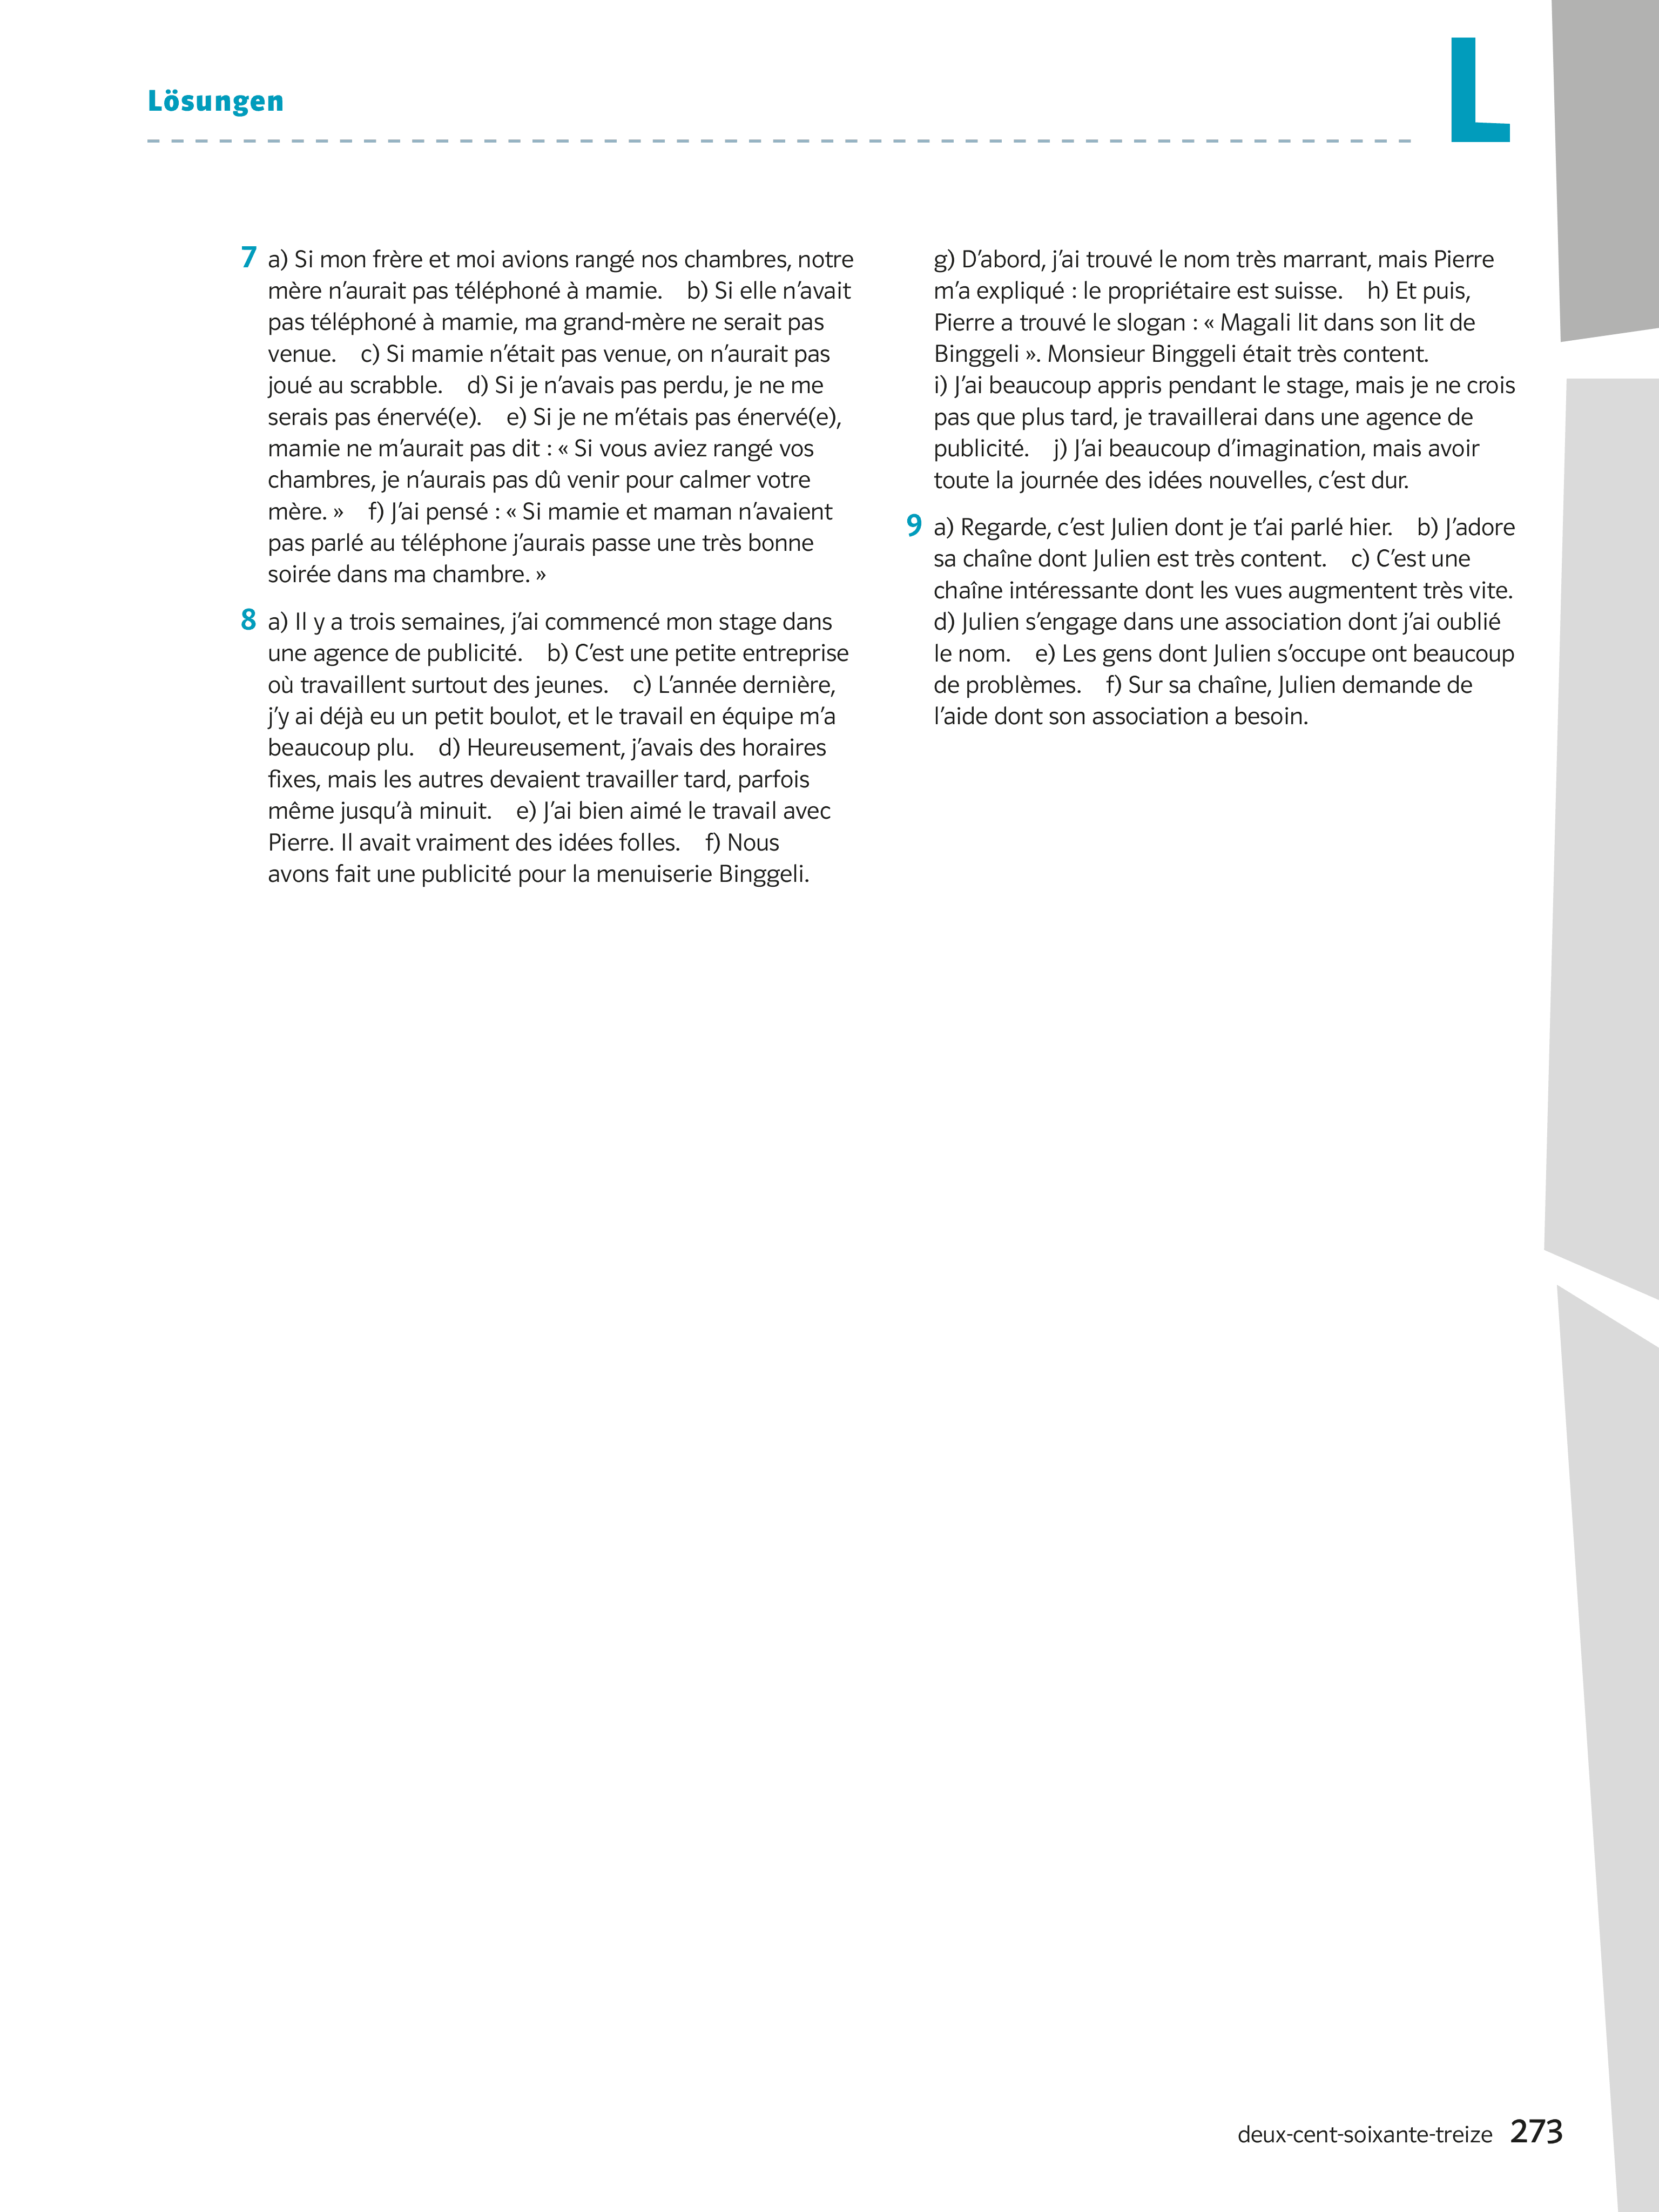 Lösungen
L
7 a) Si mon frère et moi avions rangé nos chambres, notre
mère n’aurait pas téléphoné à mamie. b) Si elle n’avait
pas téléphoné à mamie, ma grand-mère ne serait pas
venue. c) Si mamie n’était pas venue, on n’aurait pas
joué au scrabble. d) Si je n’avais pas perdu, je ne me
serais pas énervé(e). e) Si je ne m’étais pas énervé(e),
mamie ne m’aurait pas dit : « Si vous aviez rangé vos
chambres, je n’aurais pas dû venir pour calmer votre
mère. » f) J’ai pensé : « Si mamie et maman n’avaient
pas parlé au téléphone j’aurais passe une très bonne
soirée dans ma chambre. »
8 a) Il y a trois semaines, j’ai commencé mon stage dans
une agence de publicité. b) C’est une petite entreprise
où travaillent surtout des jeunes. c) L’année dernière,
j’y ai déjà eu un petit boulot, et le travail en équipe m’a
beaucoup plu. d) Heureusement, j’avais des horaires
fixes, mais les autres devaient travailler tard, parfois
même jusqu’à minuit. e) J’ai bien aimé le travail avec
Pierre. Il avait vraiment des idées folles. f) Nous
avons fait une publicité pour la menuiserie Binggeli.
g) D’abord, j’ai trouvé le nom très marrant, mais Pierre
m’a expliqué : le propriétaire est suisse. h) Et puis,
Pierre a trouvé le slogan : « Magali lit dans son lit de
Binggeli ». Monsieur Binggeli était très content.
i) J’ai beaucoup appris pendant le stage, mais je ne crois
pas que plus tard, je travaillerai dans une agence de
publicité. j) J’ai beaucoup d’imagination, mais avoir
toute la journée des idées nouvelles, c’est dur.
9 a) Regarde, c’est Julien dont je t’ai parlé hier. b) J’adore
sa chaîne dont Julien est très content. c) C’est une
chaîne intéressante dont les vues augmentent très vite.
d) Julien s’engage dans une association dont j’ai oublié
le nom. e) Les gens dont Julien s’occupe ont beaucoup
de problèmes. f) Sur sa chaîne, Julien demande de
l’aide dont son association a besoin.
deux-cent-soixante-treize 273